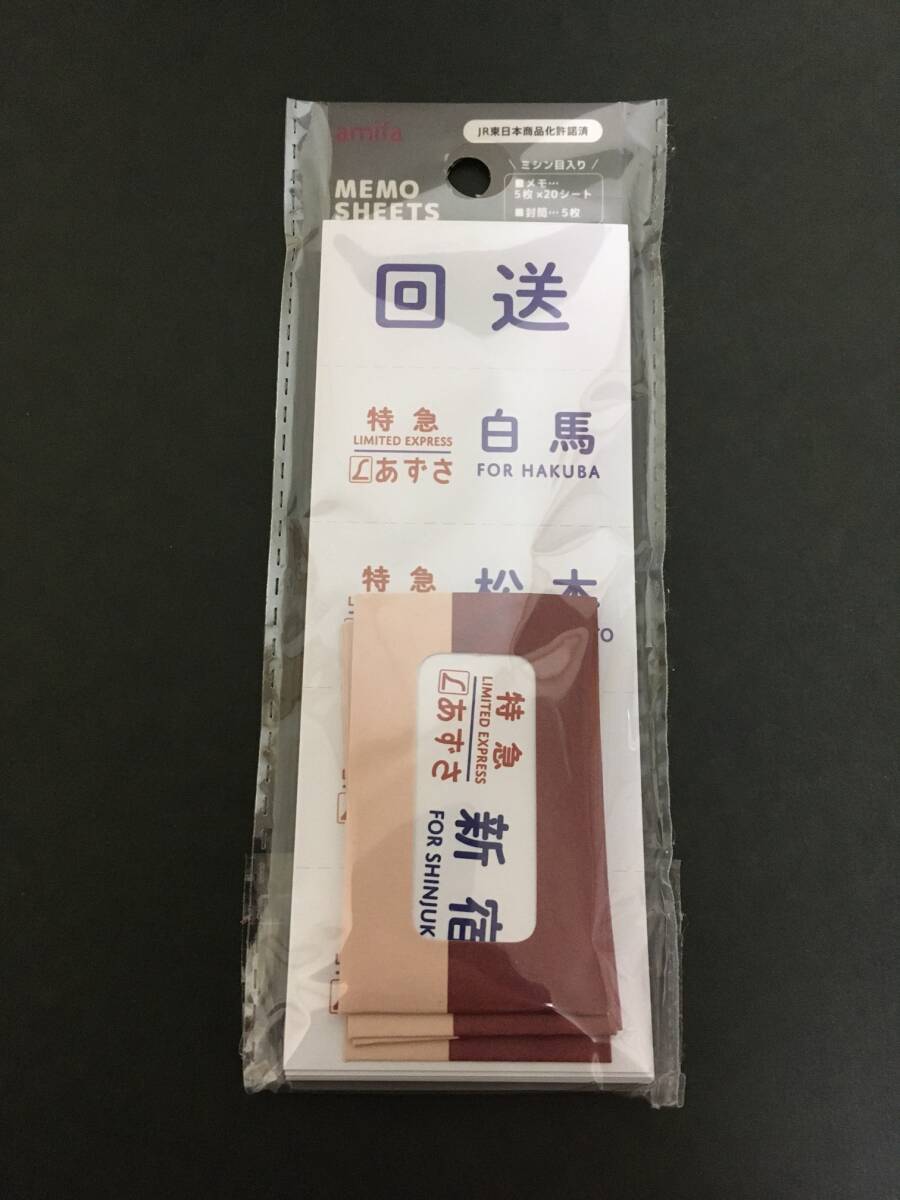 amifa
JR東日本商品化許諾済
MEMO
SHEETS
ミシン目入り
■メモ…
5枚×20シート
■封筒…5枚
回送
特急
LIMITED EXPRESS
あずさ
白馬
FOR HAKUBA
特急
松本
TO
特急
LIMITED EXPRESS
あずさ
新宿
FOR SHINJUK